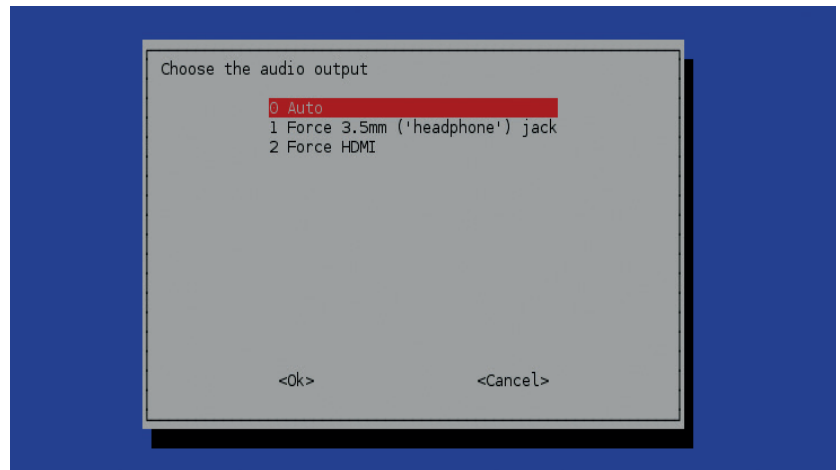 Choose the audio output
0 Auto
1 Force 3.5mm ('headphone') jack
2 Force HDMI
<Ok> <Cancel>